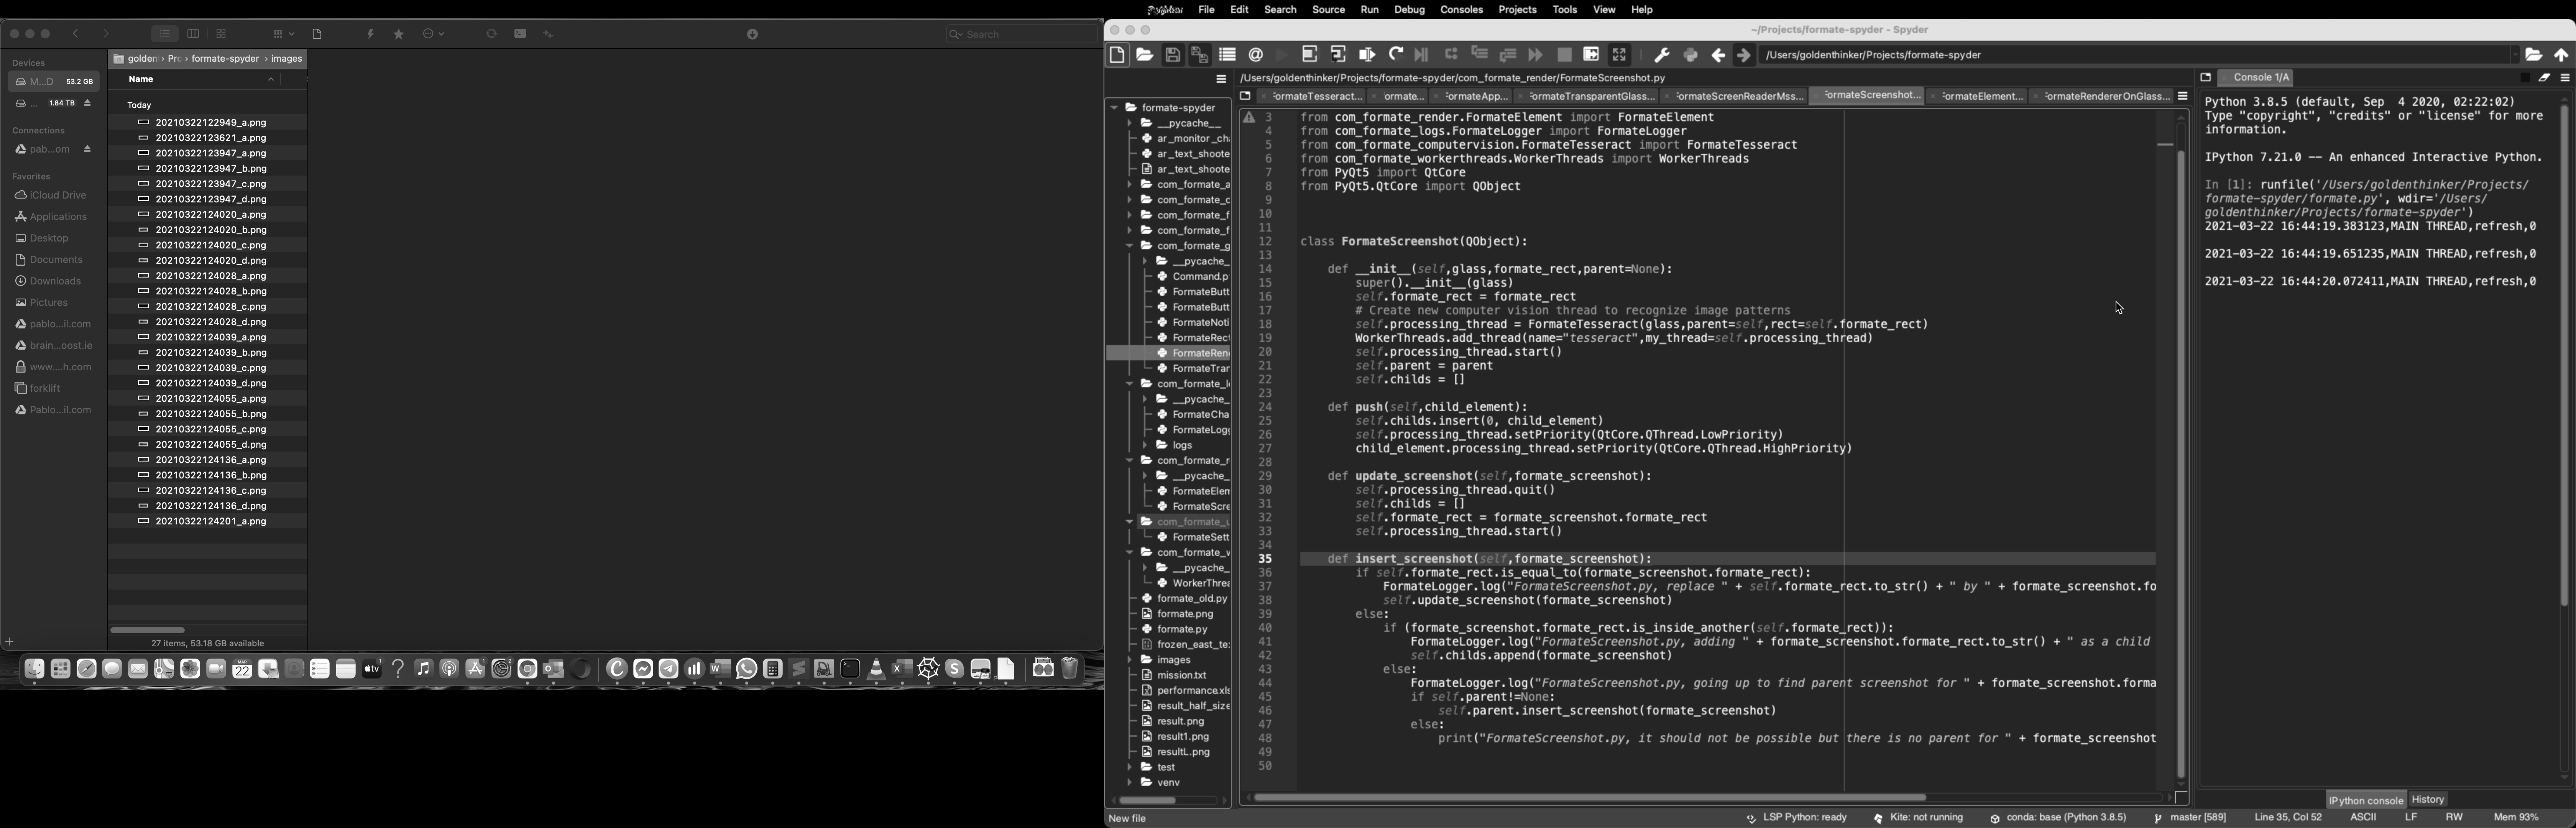 File Edit Search Source Run Debug Consoles Projects Tools View Help
Search
Devices
M...D 53.2 GB
... 1.84 TB
Connections
pab...om
Favorites
iCloud Drive
Applications
Desktop
Documents
Downloads
Pictures
pablo...il.com
brain...oost.ie
www....h.com
forklift
Pablo...il.com
golden › Pr › formate-spyder › images
Name
Today
20210322122949_a.png
20210322123621_a.png
20210322123947_a.png
20210322123947_b.png
20210322123947_c.png
20210322123947_d.png
20210322124020_a.png
20210322124020_b.png
20210322124020_c.png
20210322124020_d.png
20210322124028_a.png
20210322124028_b.png
20210322124028_c.png
20210322124028_d.png
20210322124039_a.png
20210322124039_b.png
20210322124039_c.png
20210322124039_d.png
20210322124055_a.png
20210322124055_b.png
20210322124055_c.png
20210322124055_d.png
20210322124136_a.png
20210322124136_b.png
20210322124136_c.png
20210322124136_d.png
20210322124201_a.png
27 items, 53.18 GB available
~/Projects/formate-spyder - Spyder
/Users/goldenthinker/Projects/formate-spyder
/Users/goldenthinker/Projects/formate-spyder/com_formate_render/FormateScreenshot.py
formate-spyder
__pycache__
ar_monitor_ch
ar_text_shoote
ar_text_shoote
com_formate_a
com_formate_c
com_formate_f
com_formate_f
com_formate_g
__pycache_
Command.p
FormateButt
FormateButt
FormateNoti
FormateRect
FormateRen
FormateTrar
com_formate_l
__pycache_
FormateCha
FormateLogg
logs
com_formate_r
__pycache_
FormateElem
FormateScre
com_formate_u
FormateSett
com_formate_w
__pycache_
WorkerThrea
formate_old.py
formate.png
formate.py
frozen_east_te
images
mission.txt
performance.xls
result_half_size
result.png
result1.png
resultL.png
test
venv
ormateTesseract... ormate... ormateApp... ormateTransparentGlass... ormateScreenReaderMss... ormateScreenshot... ormateElement... ormateRendererOnGlass...
3 from com_formate_render.FormateElement import FormateElement
4 from com_formate_logs.FormateLogger import FormateLogger
5 from com_formate_computervision.FormateTesseract import FormateTesseract
6 from com_formate_workerthreads.WorkerThreads import WorkerThreads
7 from PyQt5 import QtCore
8 from PyQt5.QtCore import QObject
9
10
11
12 class FormateScreenshot(QObject):
13
14 def __init__(self,glass,formate_rect,parent=None):
15 super().__init__(glass)
16 self.formate_rect = formate_rect
17 # Create new computer vision thread to recognize image patterns
18 self.processing_thread = FormateTesseract(glass,parent=self,rect=self.formate_rect)
19 WorkerThreads.add_thread(name="tesseract",my_thread=self.processing_thread)
20 self.processing_thread.start()
21 self.parent = parent
22 self.childs = []
23
24 def push(self,child_element):
25 self.childs.insert(0, child_element)
26 self.processing_thread.setPriority(QtCore.QThread.LowPriority)
27 child_element.processing_thread.setPriority(QtCore.QThread.HighPriority)
28
29 def update_screenshot(self,formate_screenshot):
30 self.processing_thread.quit()
31 self.childs = []
32 self.formate_rect = formate_screenshot.formate_rect
33 self.processing_thread.start()
34
35 def insert_screenshot(self,formate_screenshot):
36 if self.formate_rect.is_equal_to(formate_screenshot.formate_rect):
37 FormateLogger.log("FormateScreenshot.py, replace " + self.formate_rect.to_str() + " by " + formate_screenshot.fo
38 self.update_screenshot(formate_screenshot)
39 else:
40 if (formate_screenshot.formate_rect.is_inside_another(self.formate_rect)):
41 FormateLogger.log("FormateScreenshot.py, adding " + formate_screenshot.formate_rect.to_str() + " as a child
42 self.childs.append(formate_screenshot)
43 else:
44 FormateLogger.log("FormateScreenshot.py, going up to find parent screenshot for " + formate_screenshot.forma
45 if self.parent!=None:
46 self.parent.insert_screenshot(formate_screenshot)
47 else:
48 print("FormateScreenshot.py, it should not be possible but there is no parent for " + formate_screenshot
49
50
Console 1/A
Python 3.8.5 (default, Sep 4 2020, 02:22:02)
Type "copyright", "credits" or "license" for more
information.
IPython 7.21.0 -- An enhanced Interactive Python.
In [1]: runfile('/Users/goldenthinker/Projects/
formate-spyder/formate.py', wdir='/Users/
goldenthinker/Projects/formate-spyder')
2021-03-22 16:44:19.383123,MAIN THREAD,refresh,0
2021-03-22 16:44:19.651235,MAIN THREAD,refresh,0
2021-03-22 16:44:20.072411,MAIN THREAD,refresh,0
IPython console History
New file
LSP Python: ready Kite: not running conda: base (Python 3.8.5) master [589] Line 35, Col 52 ASCII LF RW Mem 93%